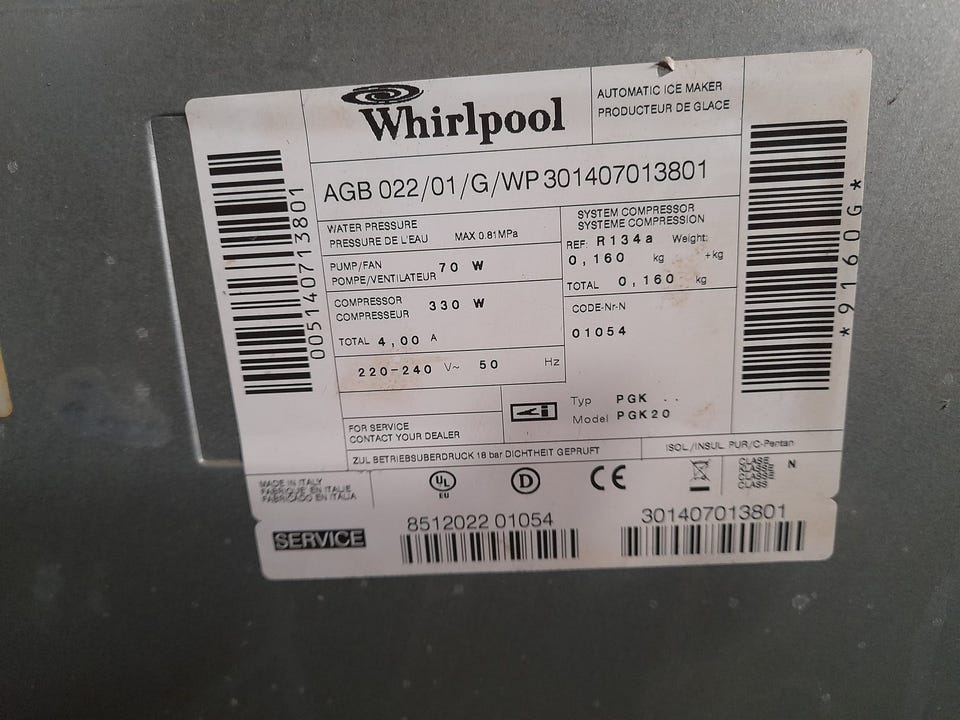 Whirlpool
AUTOMATIC ICE MAKER
PRODUCTEUR DE GLACE
AGB 022/01/G/WP 301407013801
WATER PRESSURE
PRESSURE DE L'EAU MAX 0.81MPa
PUMP/FAN
POMPE/VENTILATEUR 70 W
COMPRESSOR
COMPRESSEUR 330 W
TOTAL 4,00 A
220-240 V~ 50 Hz
SYSTEM COMPRESSOR
SYSTEME COMPRESSION
REF: R134a Weight:
0,160 kg +kg
TOTAL 0,160 kg
CODE-Nr-N
01054
FOR SERVICE
CONTACT YOUR DEALER
Typ PGK ..
Model PGK20
ZUL BETRIEBSUBERDRUCK 18 bar DICHTHEIT GEPRUFT
ISOL./INSUL PUR/C-Pentan
MADE IN ITALY
FABRIQUE EN ITALIE
FABRICADO EN ITALIA
UL
EU
D
CE
CLASE
CLASSE
CLASSE
CLASS
N
SERVICE
8512022 01054
301407013801
005140713801
*9160G*